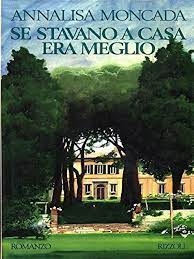 ANNALISA MONCADA
SE STAVANO A CASA
ERA MEGLIO
ROMANZO
RIZZOLI